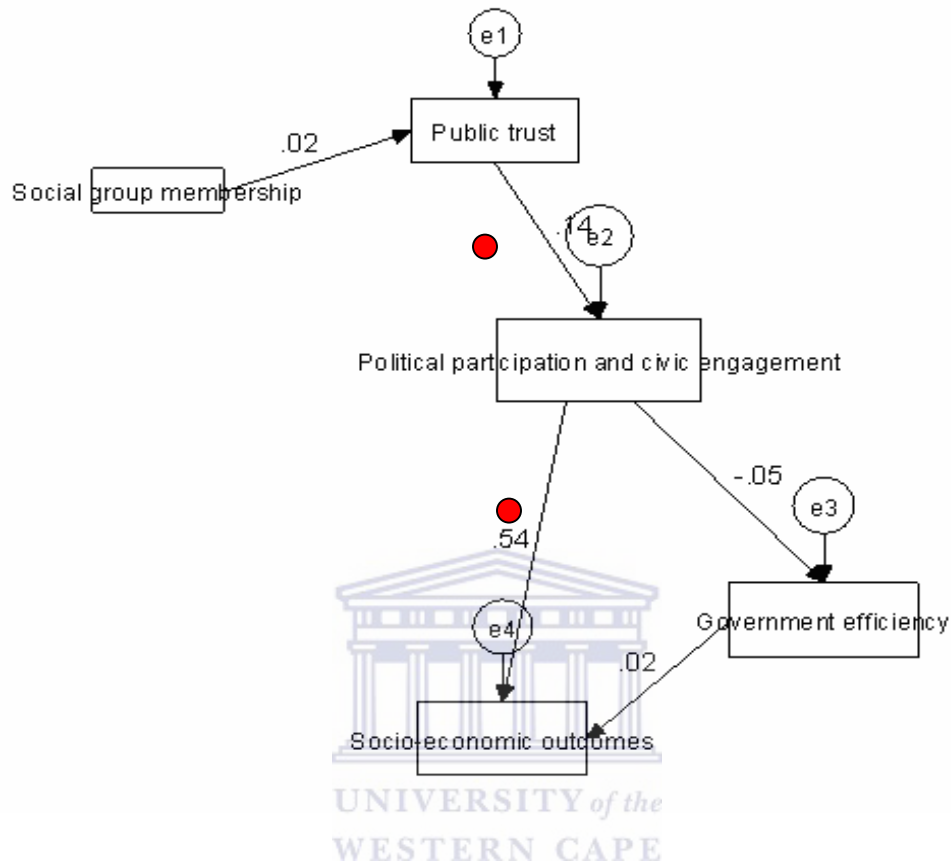 e1
Public trust
.02
Social group membership
.14
e2
Political participation and civic engagement
-.05
e3
.54
Government efficiency
e4
.02
Socio-economic outcomes
UNIVERSITY of the
WESTERN CAPE